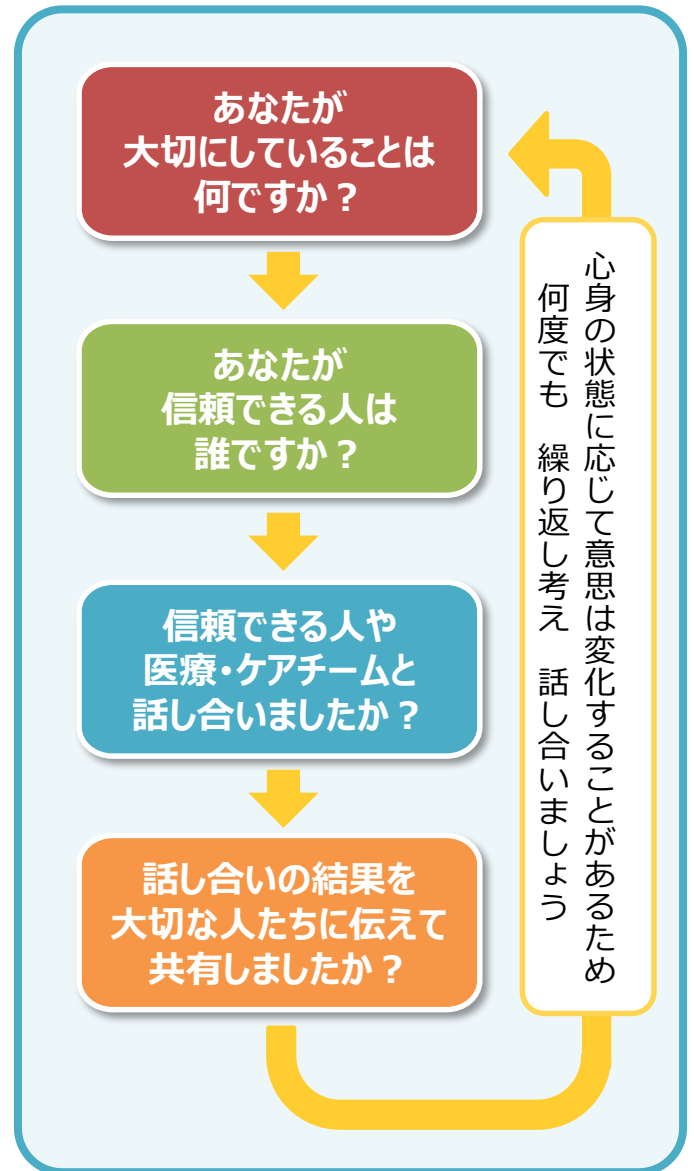 あなたが
大切にしていることは
何ですか？
あなたが
信頼できる人は
誰ですか？
信頼できる人や
医療・ケアチームと
話し合いましたか？
話し合いの結果を
大切な人たちに伝えて
共有しましたか？
心身の状態に応じて意思は変化することがあるため
何度でも　繰り返し考え　話し合いましょう